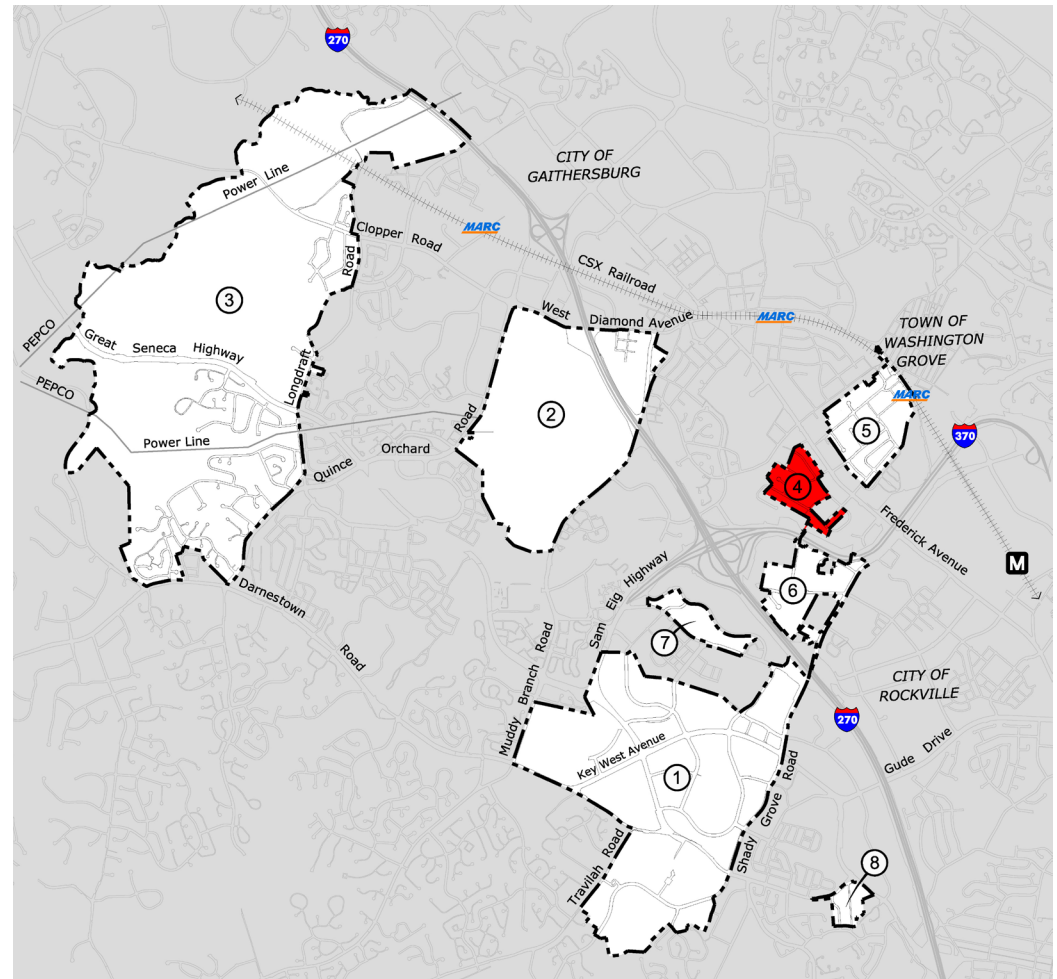 270
CITY OF
GAITHERSBURG
Power Line
MARC
Clopper Road
Road
CSX Railroad
3
West Diamond Avenue
MARC
TOWN OF
WASHINGTON
GROVE
PEPCO
Great Seneca Highway
Longdraft
PEPCO
MARC
2
Road
5
370
Power Line
Orchard
Quince
4
Frederick Avenue
M
Darnestown
Road
Sam Eig Highway
6
Muddy Branch Road
7
CITY OF
ROCKVILLE
270
Gude Drive
Key West Avenue
1
Shady Grove Road
Travilah Road
8